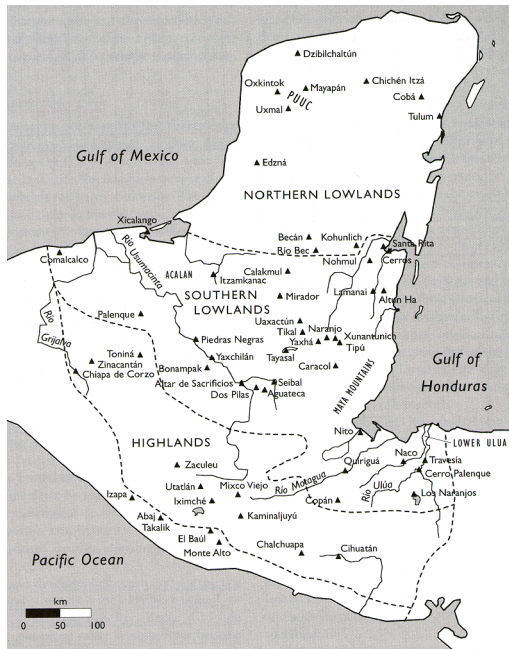 Dzibilchaltún
Oxkintok
Mayapán
Chichén Itzá
PUUC
Cobá
Uxmal
Tulum
Gulf of Mexico
Edzná
NORTHERN LOWLANDS
Xicalango
Becán
Kohunlich
Río Bec
Santa Rita
Comalcalco
Río Usumacinta
Nohmul
Cerros
ACALAN
Calakmul
Itzamkanac
SOUTHERN
LOWLANDS
Mirador
Lamanai
Altun Ha
Palenque
Uaxactún
Río
Grijalva
Tikal
Naranjo
Piedras Negras
Yaxhá
Xunantunich
Tipú
Toniná
Yaxchilán
Tayasal
Zinacantán
Bonampak
Caracol
Gulf of
Honduras
Chiapa de Corzo
Altar de Sacrificios
Seibal
MAYA MOUNTAINS
Dos Pilas
Aguateca
Nito
HIGHLANDS
LOWER ULUA
Naco
Travesía
Zaculeu
Quiriguá
Cerro Palenque
Utatlán
Mixco Viejo
Río Motagua
Río Ulúa
Izapa
Iximché
Copán
Los Naranjos
Abaj
Takalik
Kaminaljuyú
El Baúl
Monte Alto
Chalchuapa
Cihuatán
Pacific Ocean
km
0 50 100